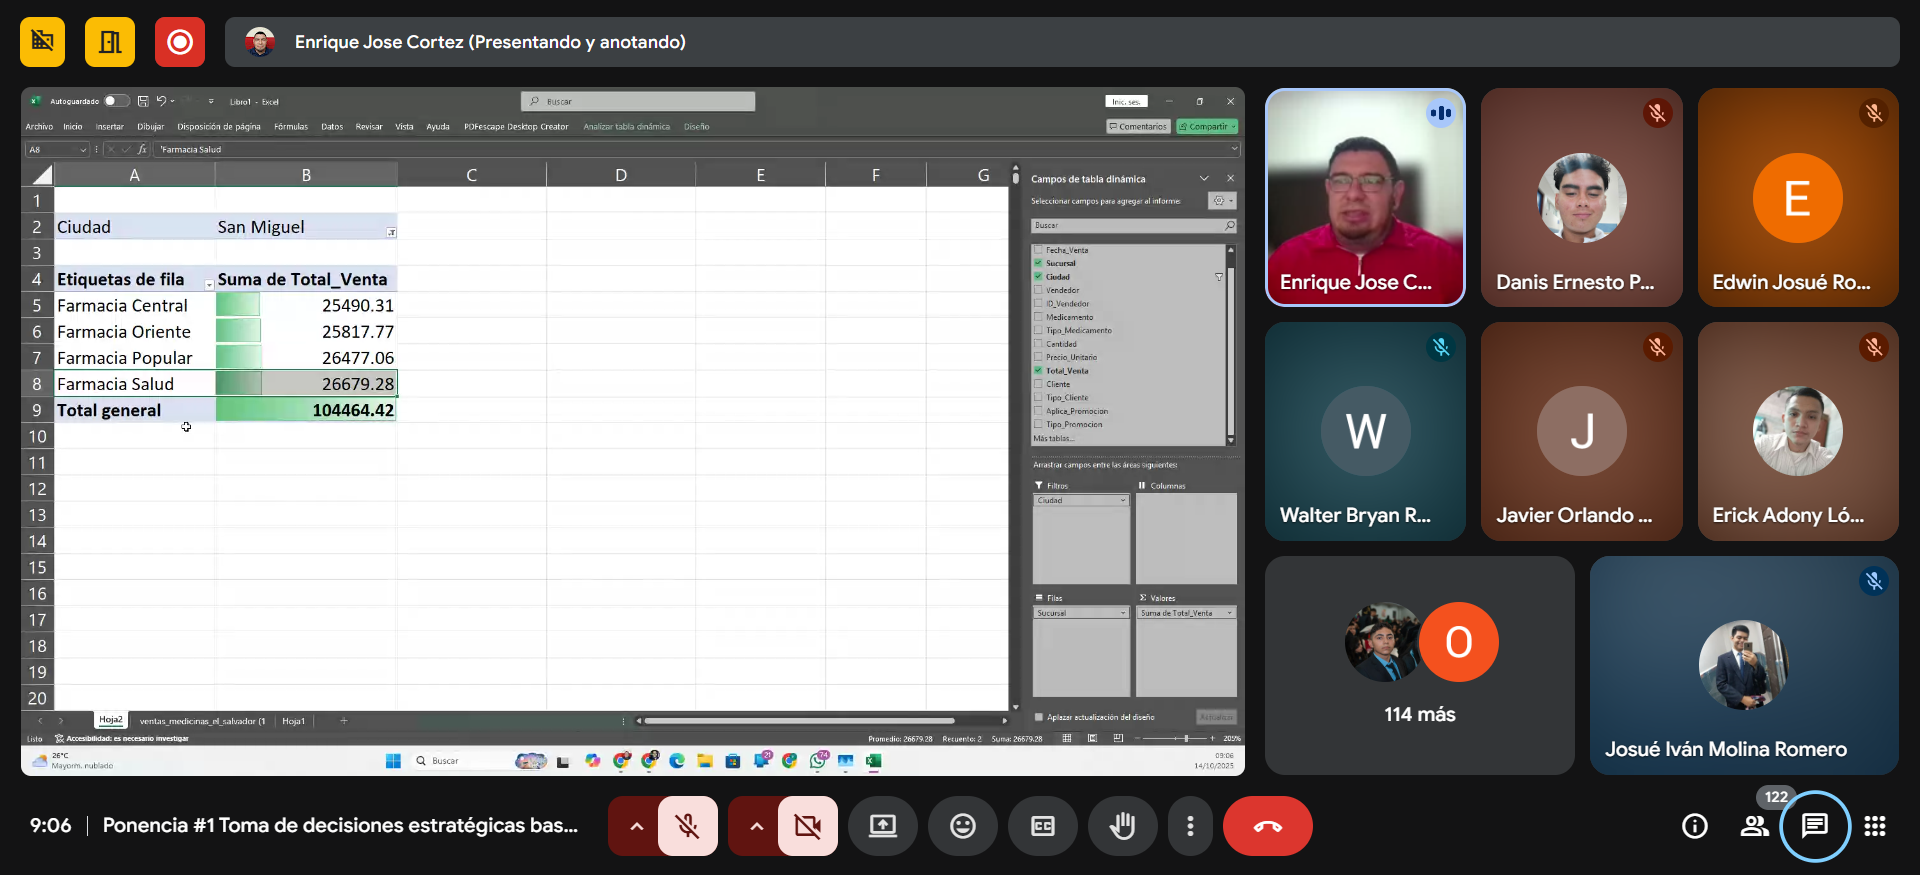 Enrique Jose Cortez (Presentando y anotando)
Autoguardado
Libro1 - Excel
Buscar
Inic. ses.
Archivo Inicio Insertar Dibujar Disposición de página Fórmulas Datos Revisar Vista Ayuda PDFescape Desktop Creator Analizar tabla dinámica Diseño
Comentarios Compartir
A8 fx 'Farmacia Salud
A B C D E F G
1
2 Ciudad San Miguel
3
4 Etiquetas de fila Suma de Total_Venta
5 Farmacia Central 25490.31
6 Farmacia Oriente 25817.77
7 Farmacia Popular 26477.06
8 Farmacia Salud 26679.28
9 Total general 104464.42
10
11
12
13
14
15
16
17
18
19
20
Campos de tabla dinámica
Seleccionar campos para agregar al informe:
Buscar
Fecha_Venta
Sucursal
Ciudad
Vendedor
ID_Vendedor
Medicamento
Tipo_Medicamento
Cantidad
Precio_Unitario
Total_Venta
Cliente
Tipo_Cliente
Aplica_Promocion
Tipo_Promocion
Más tablas...
Arrastrar campos entre las áreas siguientes:
Filtros Columnas
Ciudad
Filas Σ Valores
Sucursal Suma de Total_Venta
Aplazar actualización del diseño
Hoja2 ventas_medicinas_el_salvador (1 Hoja1
Listo Accesibilidad: es necesario investigar
Promedio: 26679.28 Recuento: 2 Suma: 26679.28
205%
26°C
Mayorm. nublado
Buscar
09:06
14/10/2025
Enrique Jose C...
Danis Ernesto P...
E
Edwin Josué Ro...
W
Walter Bryan R...
J
Javier Orlando ...
Erick Adony Ló...
O
114 más
Josué Iván Molina Romero
9:06 Ponencia #1 Toma de decisiones estratégicas bas...
CC
122